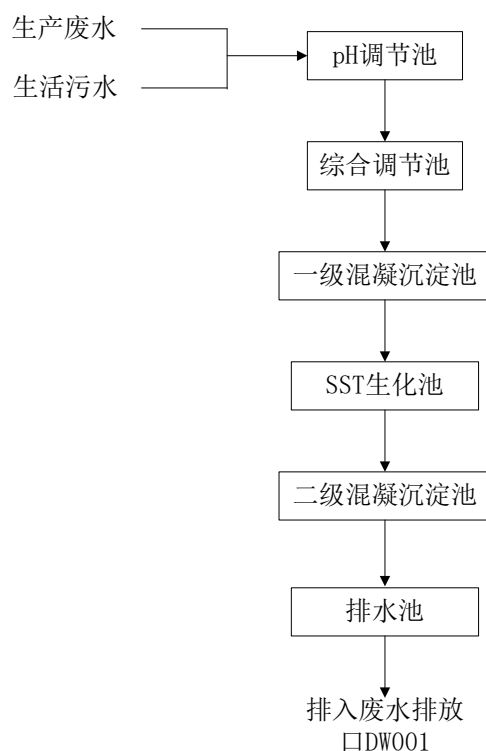 生产废水
生活污水
pH调节池
综合调节池
一级混凝沉淀池
SST生化池
二级混凝沉淀池
排水池
排入废水排放
口DW001